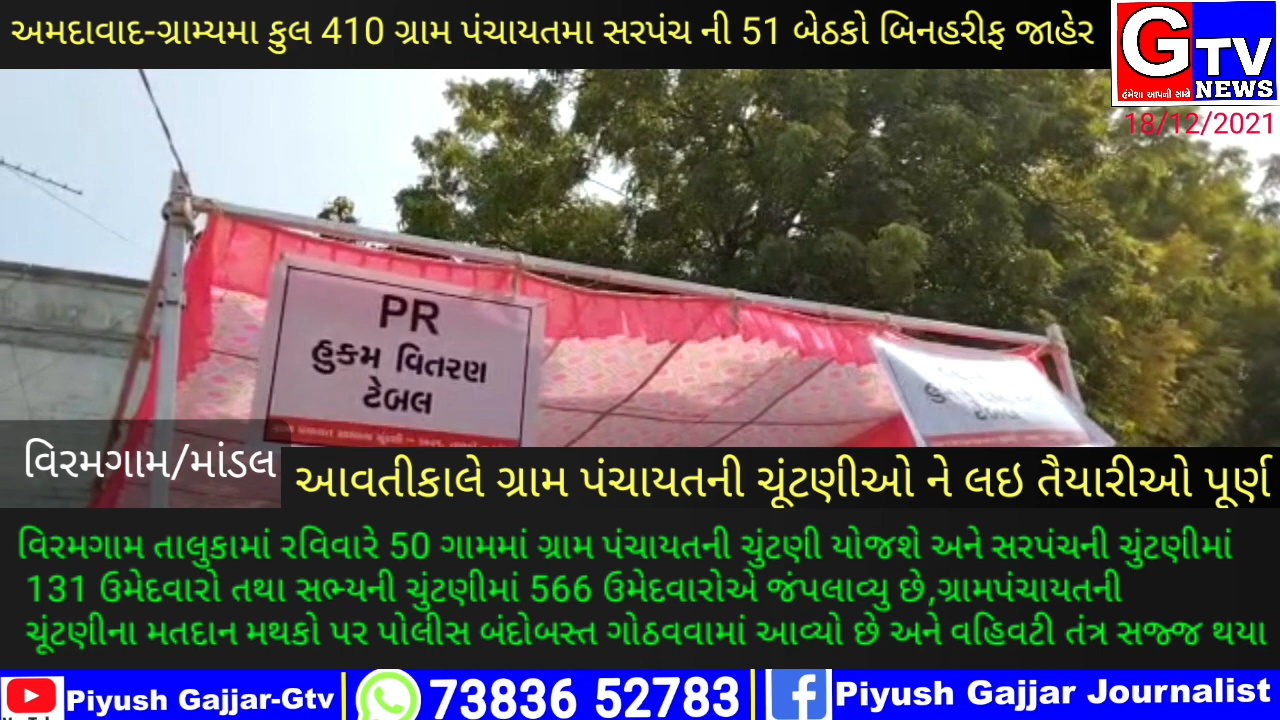 અમદાવાદ-ગ્રામ્યમા કુલ 410 ગ્રામ પંચાયતમા સરપંચ ની 51 બેઠકો બિનહરીફ જાહેર
GTV
NEWS
હંમેશા આપની સાથે
18/12/2021
PR
હુકમ વિતરણ
ટેબલ
ટેબલ
વિરમગામ/માંડલ
આવતીકાલે ગ્રામ પંચાયતની ચૂંટણીઓ ને લઇ તૈયારીઓ પૂર્ણ
વિરમગામ તાલુકામાં રવિવારે 50 ગામમાં ગ્રામ પંચાયતની ચુંટણી યોજશે અને સરપંચની ચુંટણીમાં
131 ઉમેદવારો તથા સભ્યની ચુંટણીમાં 566 ઉમેદવારોએ જંપલાવ્યુ છે,ગ્રામપંચાયતની
ચૂંટણીના મતદાન મથકો પર પોલીસ બંદોબસ્ત ગોઠવવામાં આવ્યો છે અને વહિવટી તંત્ર સજ્જ થયા
Piyush Gajjar-Gtv
73836 52783
Piyush Gajjar Journalist